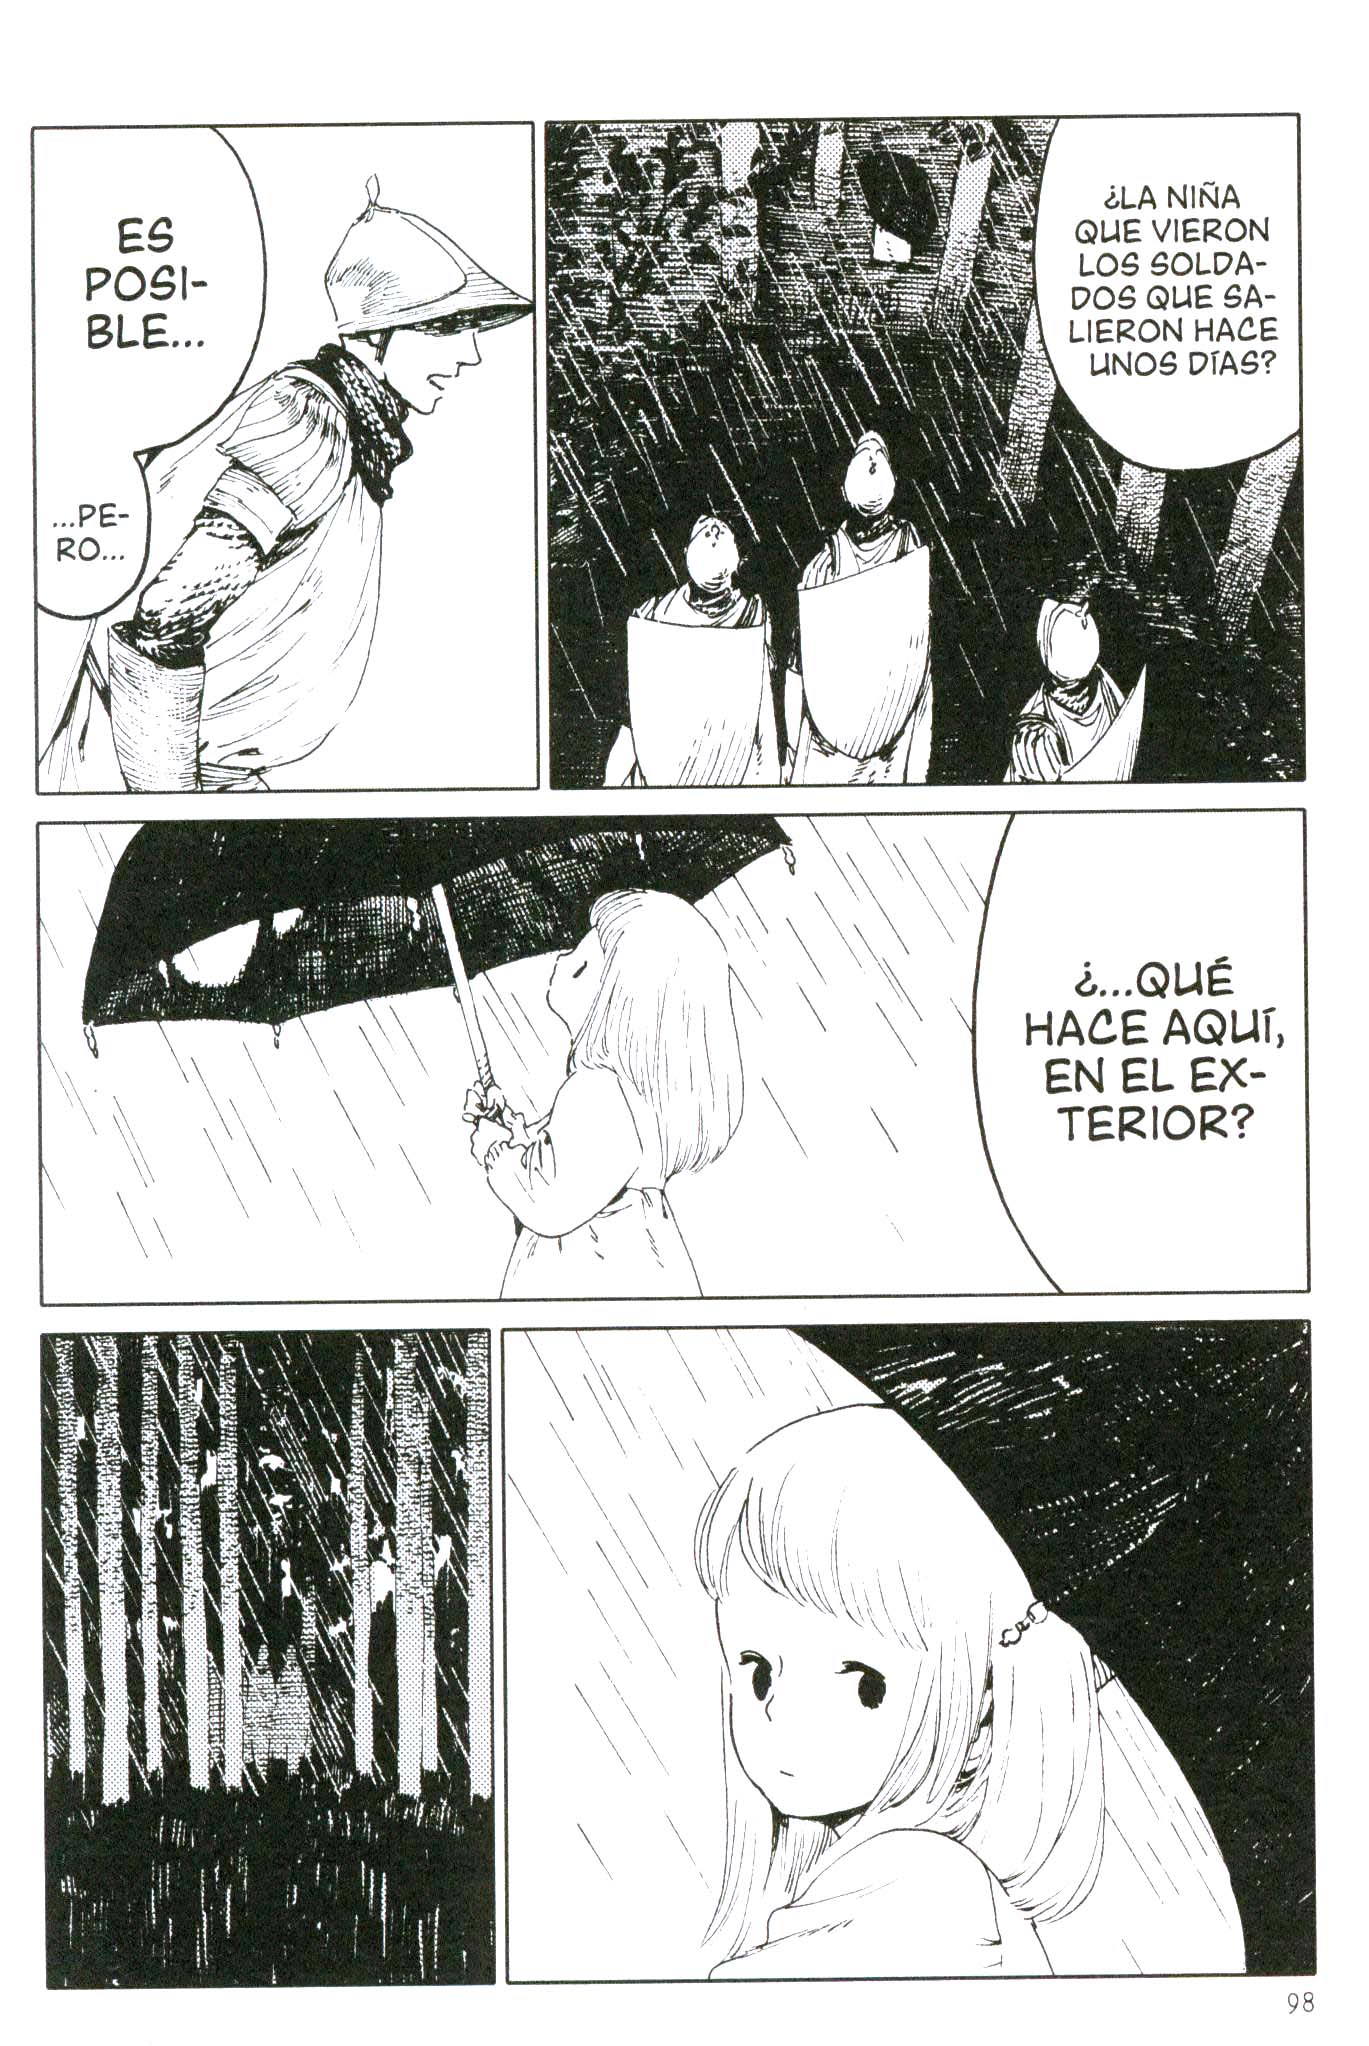 ¿LA NIÑA
QUE VIERON
LOS SOLDA-
DOS QUE SA-
LIERON HACE
UNOS DÍAS?
ES
POSI-
BLE...
...PE-
RO...
¿...QUÉ
HACE AQUÍ,
EN EL EX-
TERIOR?
98